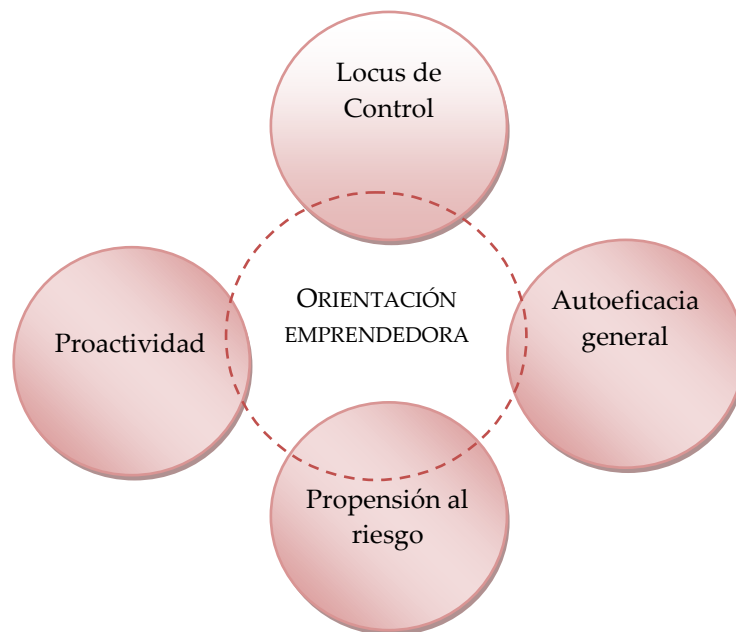 Locus de
Control
ORIENTACIÓN
EMPRENDEDORA
Autoeficacia
general
Proactividad
Propensión al
riesgo